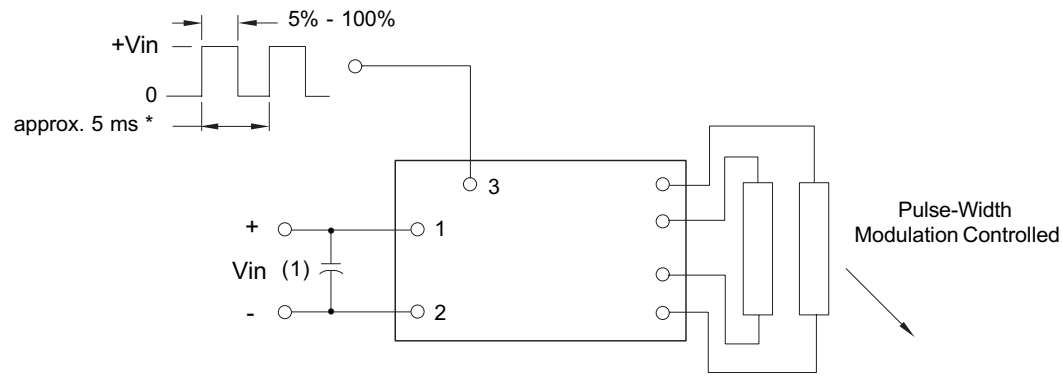 5% - 100%
+Vin
0
approx. 5 ms *
3
+
1
Vin (1)
-
2
Pulse-Width
Modulation Controlled